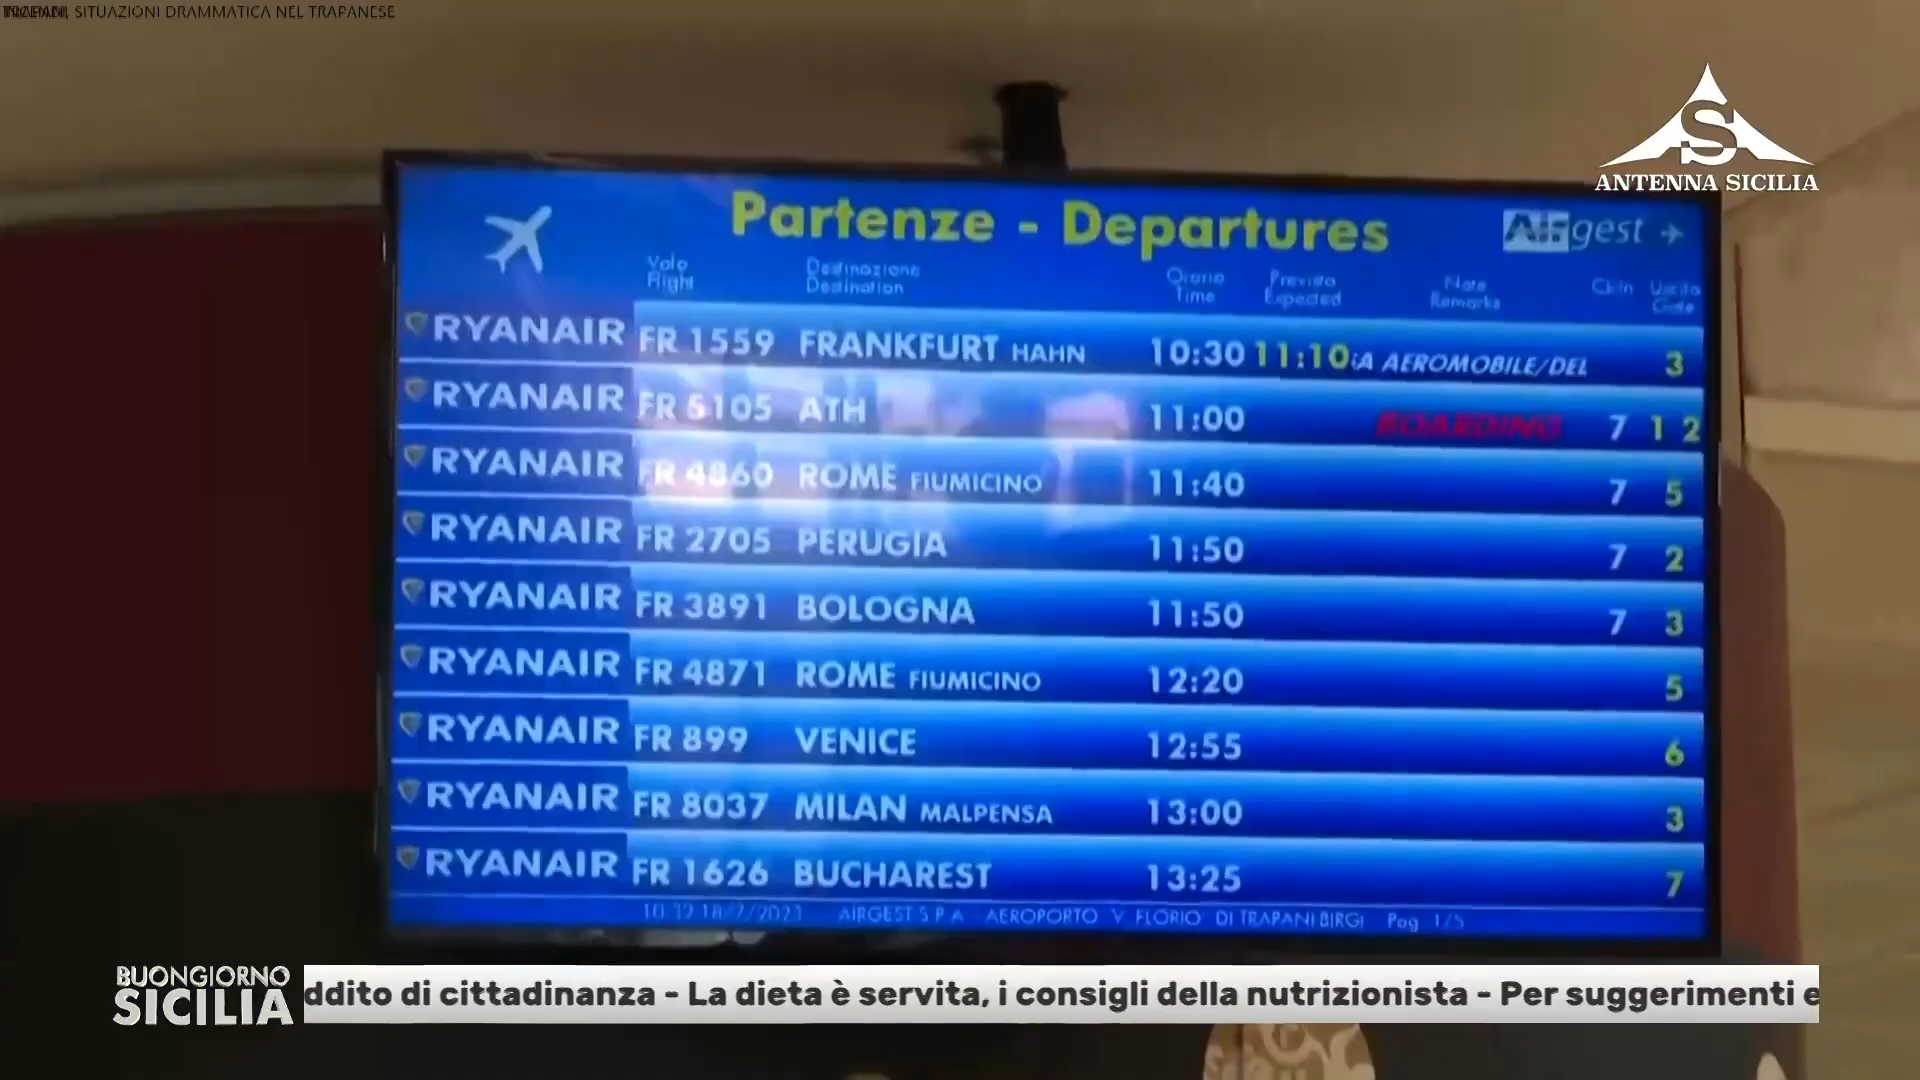 TRAPANI, SITUAZIONI DRAMMATICA NEL TRAPANESE
ANTENNA SICILIA
Partenze - Departures
Airgest
Volo Destinazione Orario Previsto Note Ck-In Uscita
Flight Destination Time Expected Remarks Gate
RYANAIR FR 1559 FRANKFURT HAHN 10:30 11:10 AEROMOBILE/DEL 3
RYANAIR FR 5105 ATH 11:00 BOARDING 7 1 2
RYANAIR FR 4860 ROME FIUMICINO 11:40 7 5
RYANAIR FR 2705 PERUGIA 11:50 7 2
RYANAIR FR 3891 BOLOGNA 11:50 7 3
RYANAIR FR 4871 ROME FIUMICINO 12:20 5
RYANAIR FR 899 VENICE 12:55 6
RYANAIR FR 8037 MILAN MALPENSA 13:00 3
RYANAIR FR 1626 BUCHAREST 13:25 7
10:32 18/7/2023 AIRGEST S P A - AEROPORTO V FLORIO DI TRAPANI BIRGI Pag 1/5
BUONGIORNO
SICILIA
ddito di cittadinanza - La dieta è servita, i consigli della nutrizionista - Per suggerimenti e